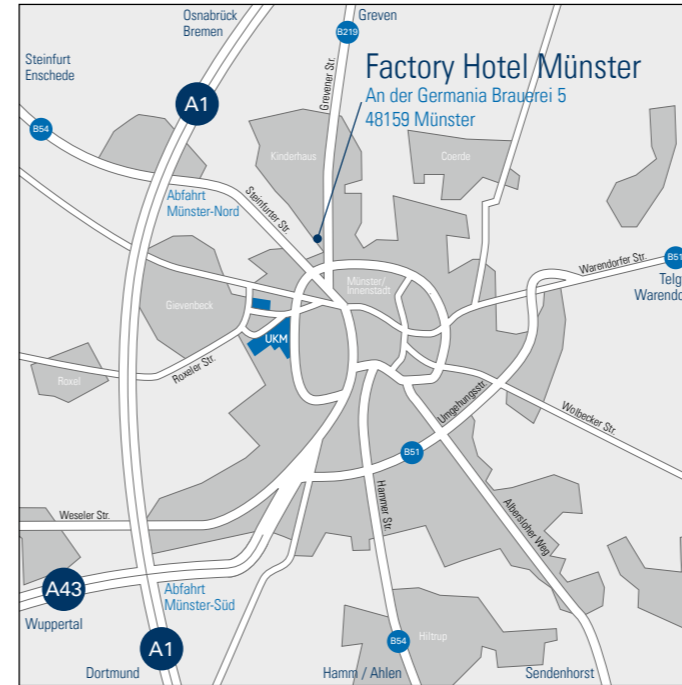 Osnabrück
Bremen
Greven
B219
Steinfurt
Enschede
Factory Hotel Münster
An der Germania Brauerei 5
48159 Münster
A1
Grevener Str.
B54
Kinderhaus
Coerde
Abfahrt
Münster-Nord
Steinfurter Str.
Warendorfer Str.
B51
Telg
Warendo
Münster/
Innenstadt
Gievenbeck
UKM
Roxeler Str.
Roxel
Umgehungsstr.
Wolbecker Str.
B51
Weseler Str.
Hammer Str.
Albersloher Weg
A43
Abfahrt
Münster-Süd
Wuppertal
A1
B54
Hiltrup
Dortmund
Hamm / Ahlen
Sendenhorst